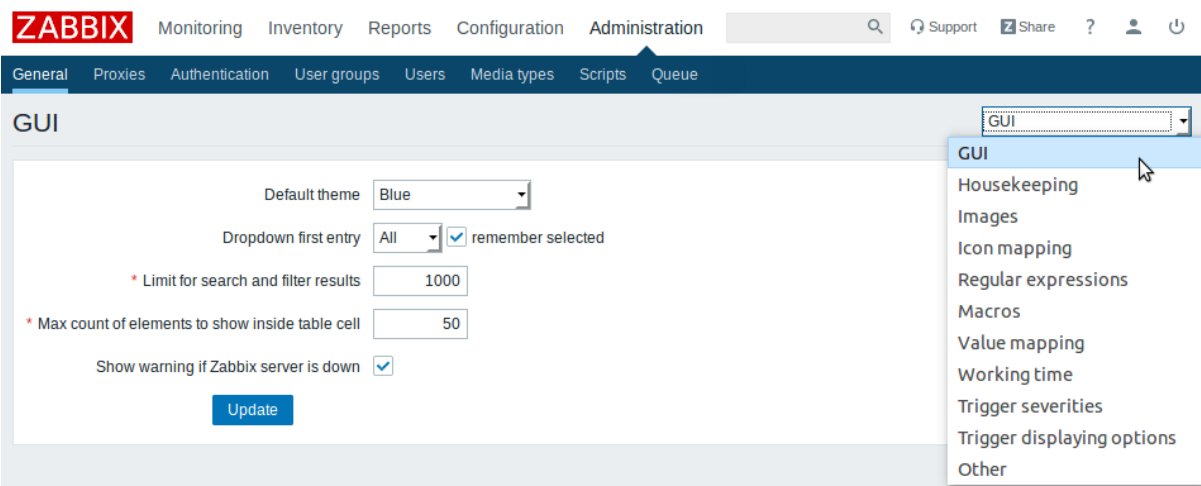 ZABBIX Monitoring Inventory Reports Configuration Administration Support Z Share ?
General Proxies Authentication User groups Users Media types Scripts Queue
GUI
GUI
GUI
Housekeeping
Images
Icon mapping
Regular expressions
Macros
Value mapping
Working time
Trigger severities
Trigger displaying options
Other
Default theme Blue
Dropdown first entry All remember selected
* Limit for search and filter results 1000
* Max count of elements to show inside table cell 50
Show warning if Zabbix server is down
Update